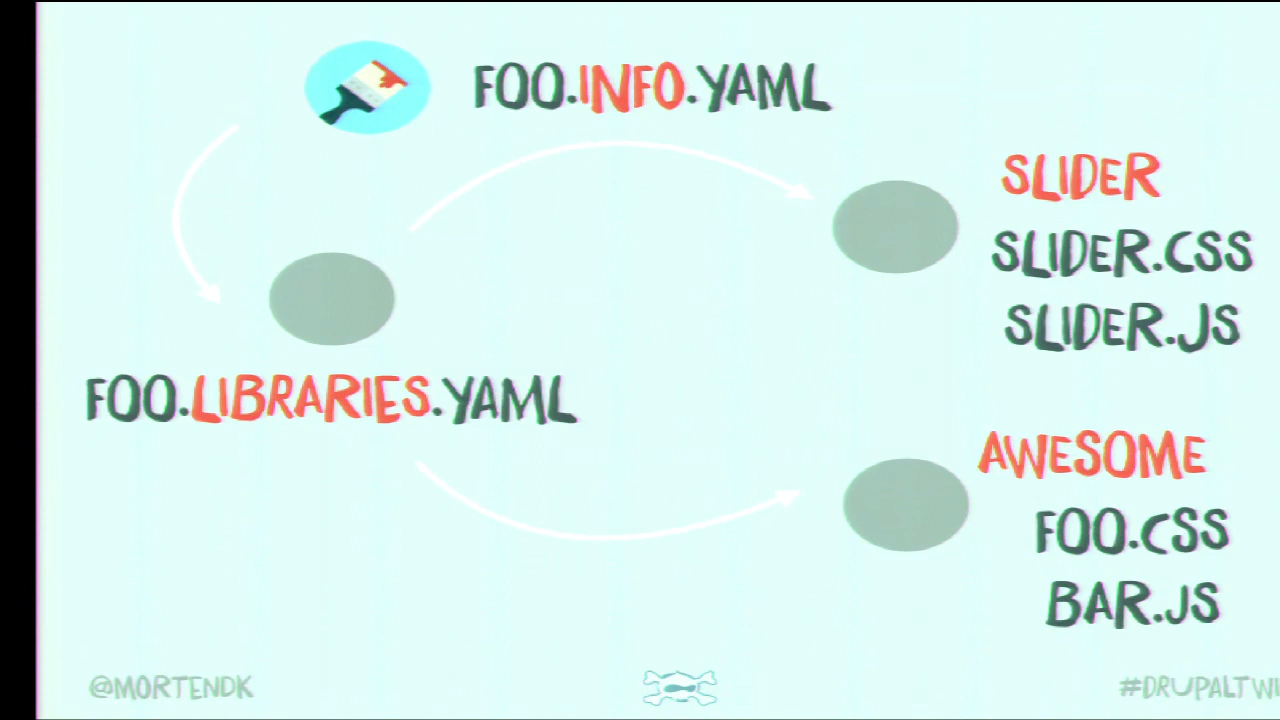 FOO.INFO.YAML
SLIDER
SLIDER.CSS
SLIDER.JS
FOO.LIBRARIES.YAML
AWESOME
FOO.CSS
BAR.JS
@MORTENDK